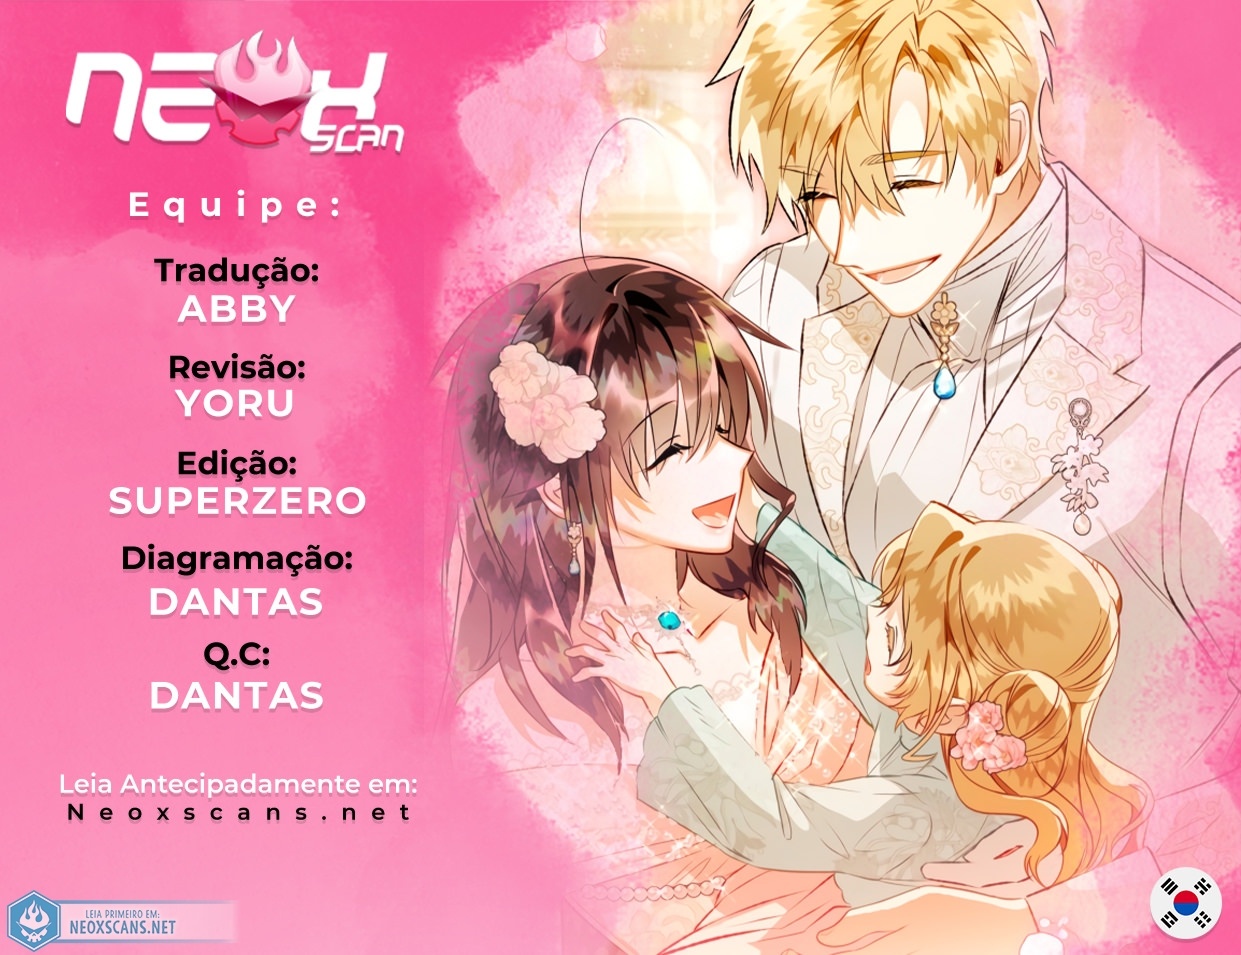 NEOX
SCAN
Equipe:
Tradução:
ABBY
Revisão:
YORU
Edição:
SUPERZERO
Diagramação:
DANTAS
Q.C:
DANTAS
Leia Antecipadamente em:
Neoxscans.net
LEIA PRIMEIRO EM:
NEOXSCANS.NET